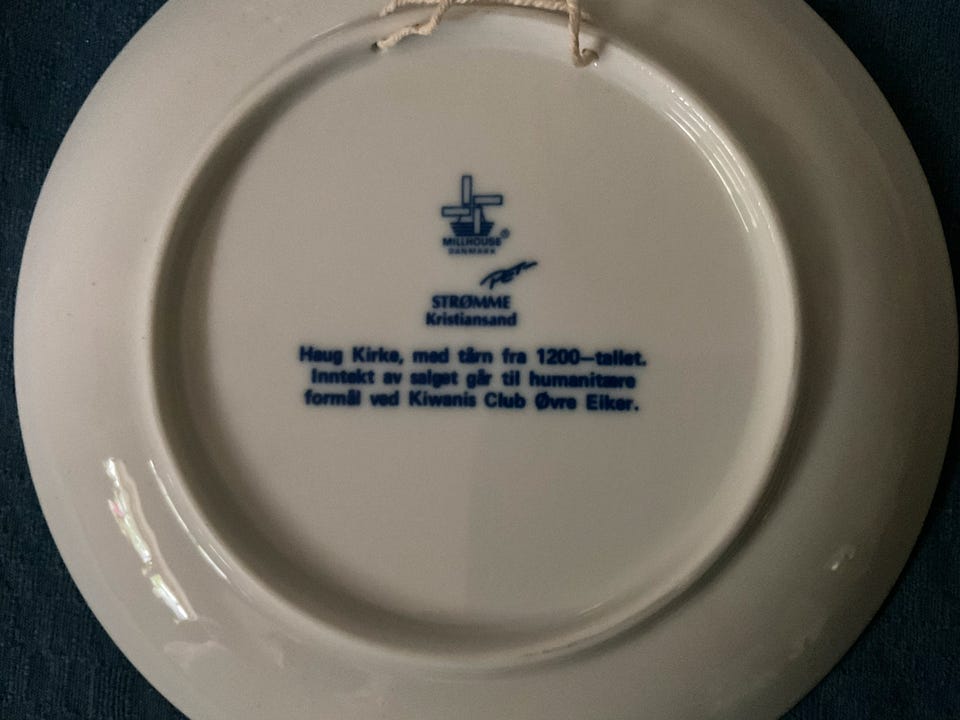 MILLHOUSE®
DANMARK
STRØMME
Kristiansand
Haug Kirke, med tårn fra 1200–tallet.
Inntekt av salget går til humanitære
formål ved Kiwanis Club Øvre Eiker.